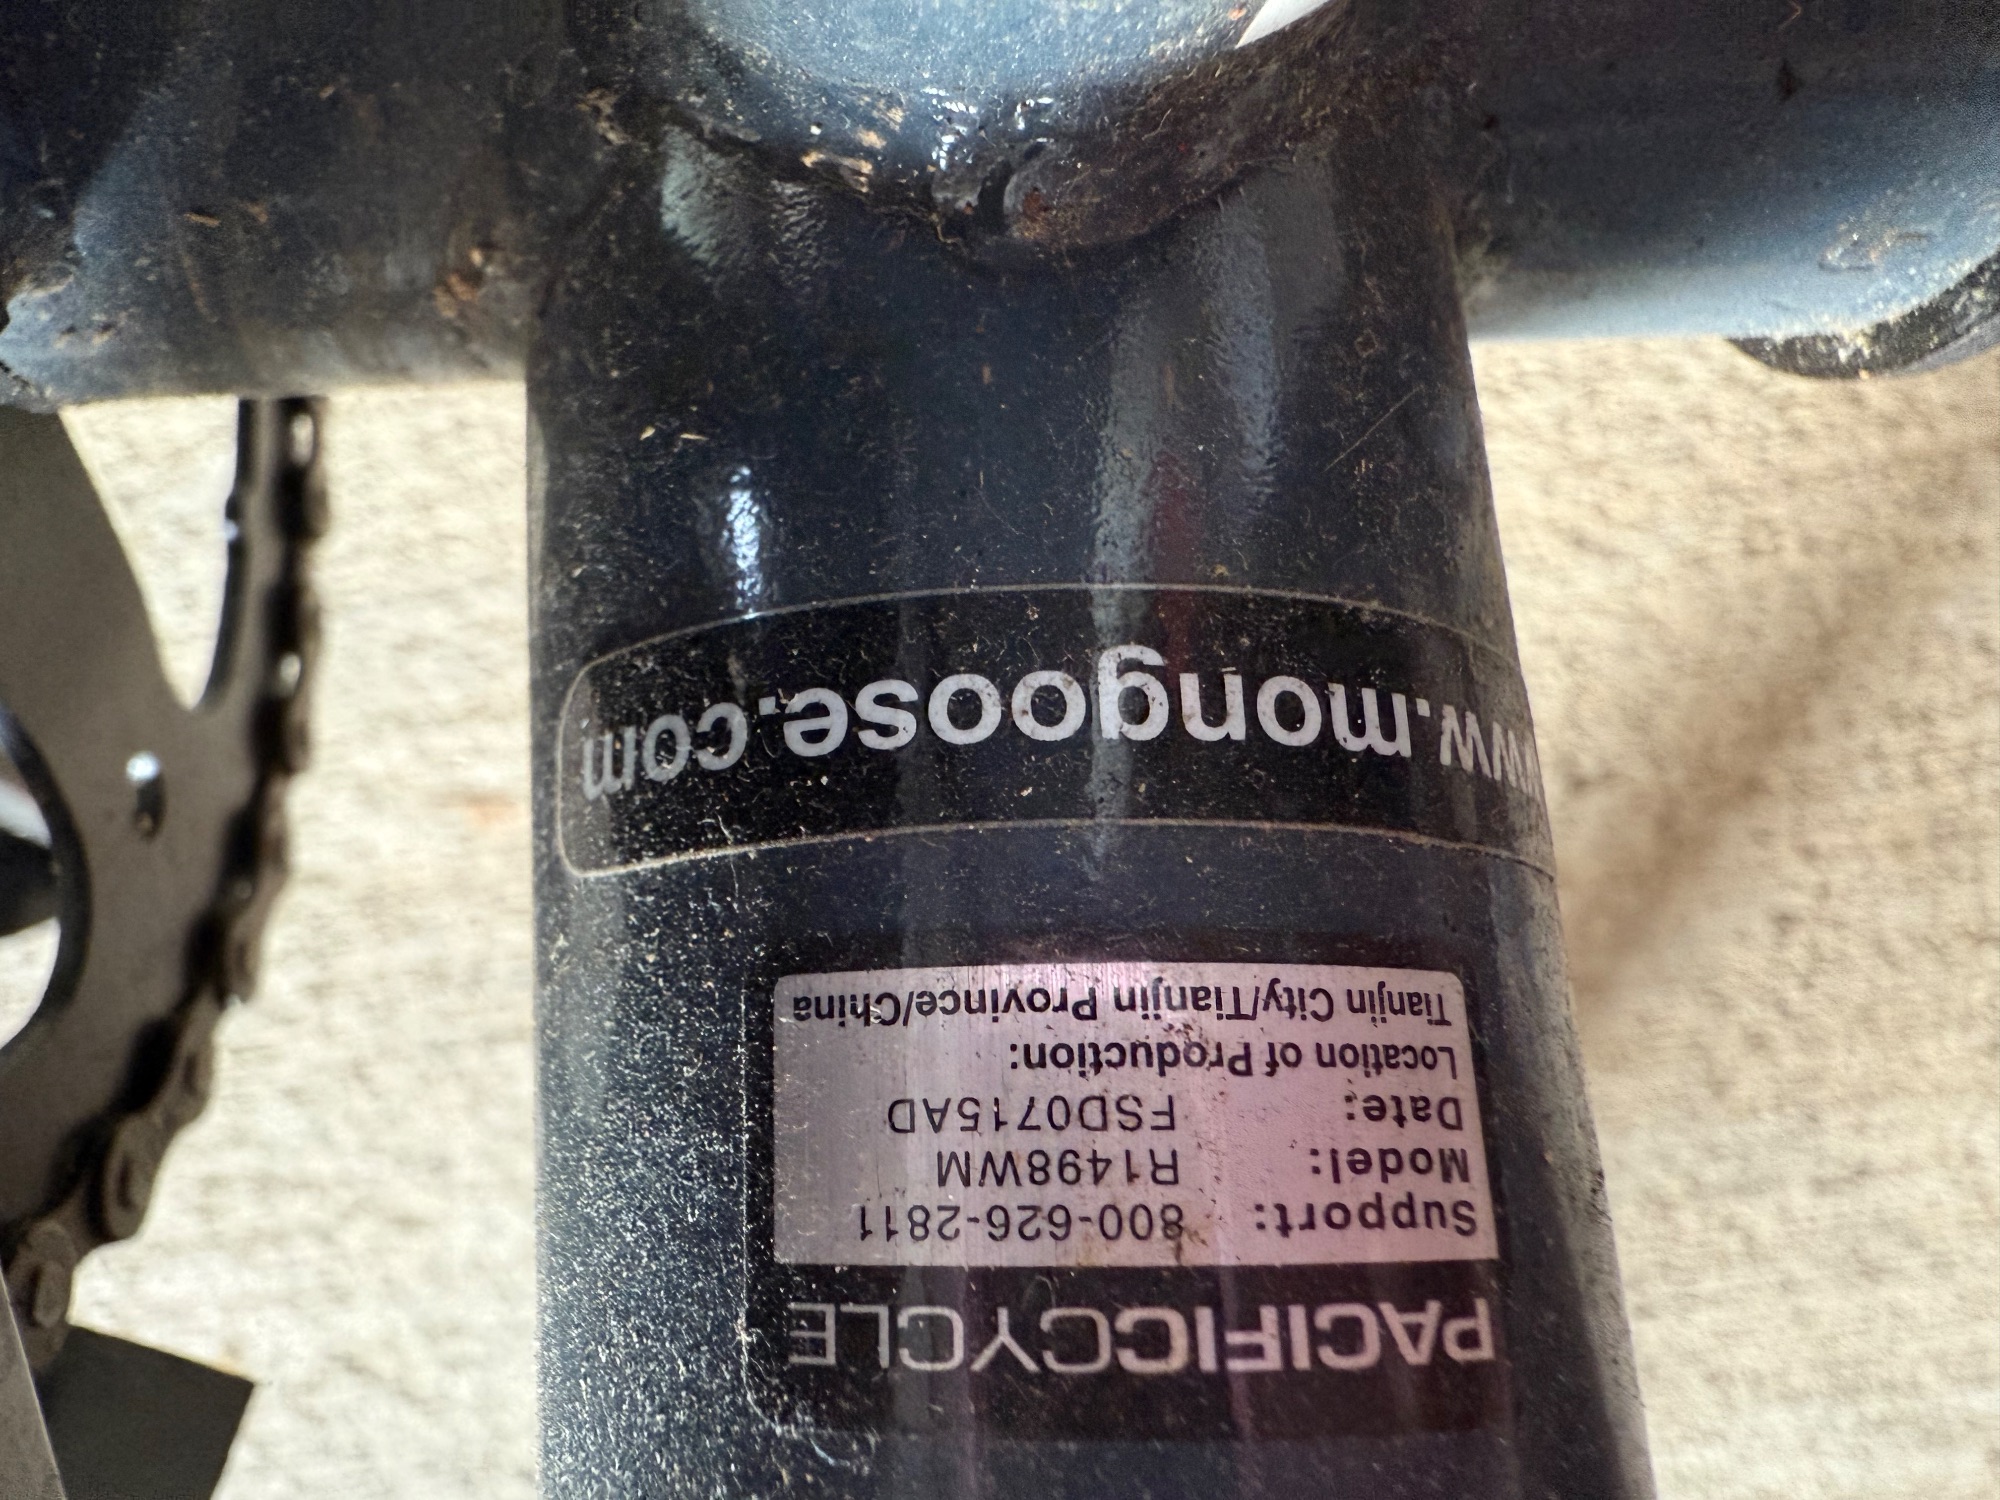 PACIFICCYCLE
Support: 800-626-2811
Model: R1498WM
Date: FSD0715AD
Location of Production:
Tianjin City/Tianjin Province/China
www.mongoose.com